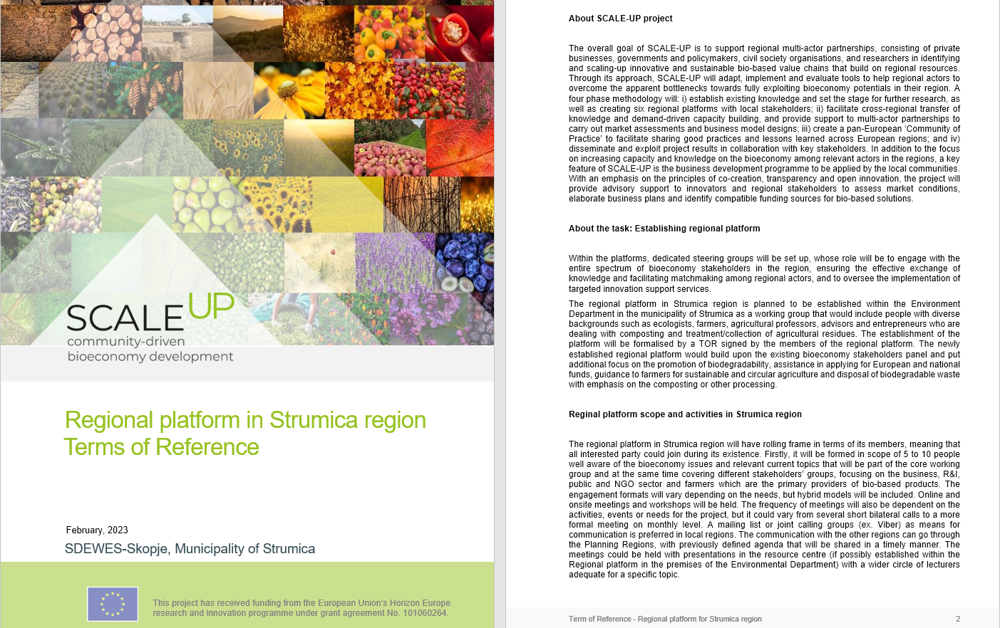 SCALE UP
community-driven
bioeconomy development
Regional platform in Strumica region
Terms of Reference
February, 2023
SDEWES-Skopje, Municipality of Strumica
This project has received funding from the European Union's Horizon Europe
research and innovation programme under grant agreement No. 101060264.
About SCALE-UP project
The overall goal of SCALE-UP is to support regional multi-actor partnerships, consisting of private
businesses, governments and policymakers, civil society organisations, and researchers in identifying
and scaling-up innovative and sustainable bio-based value chains that build on regional resources.
Through its approach, SCALE-UP will adapt, implement and evaluate tools to help regional actors to
overcome the apparent bottlenecks towards fully exploiting bioeconomy potentials in their region. A
four phase methodology will: i) establish existing knowledge and set the stage for further research, as
well as creating six regional platforms with local stakeholders; ii) facilitate cross-regional transfer of
knowledge and demand-driven capacity building, and provide support to multi-actor partnerships to
carry out market assessments and business model designs; iii) create a pan-European ‘Community of
Practice’ to facilitate sharing good practices and lessons learned across European regions; and iv)
disseminate and exploit project results in collaboration with key stakeholders. In addition to the focus
on increasing capacity and knowledge on the bioeconomy among relevant actors in the regions, a key
feature of SCALE-UP is the business development programme to be applied by the local communities.
With an emphasis on the principles of co-creation, transparency and open innovation, the project will
provide advisory support to innovators and regional stakeholders to assess market conditions,
elaborate business plans and identify compatible funding sources for bio-based solutions.
About the task: Establishing regional platform
Within the platforms, dedicated steering groups will be set up, whose role will be to engage with the
entire spectrum of bioeconomy stakeholders in the region, ensuring the effective exchange of
knowledge and facilitating matchmaking among regional actors, and to oversee the implementation of
targeted innovation support services.
The regional platform in Strumica region is planned to be established within the Environment
Department in the municipality of Strumica as a working group that would include people with diverse
backgrounds such as ecologists, farmers, agricultural professors, advisors and entrepreneurs who are
dealing with composting and treatment/collection of agricultural residues. The establishment of the
platform will be formalised by a TOR signed by the members of the regional platform. The newly
established regional platform would build upon the existing bioeconomy stakeholders panel and put
additional focus on the promotion of biodegradability, assistance in applying for European and national
funds, guidance to farmers for sustainable and circular agriculture and disposal of biodegradable waste
with emphasis on the composting or other processing.
Reginal platform scope and activities in Strumica region
The regional platform in Strumica region will have rolling frame in terms of its members, meaning that
all interested party could join during its existence. Firstly, it will be formed in scope of 5 to 10 people
well aware of the bioeconomy issues and relevant current topics that will be part of the core working
group and at the same time covering different stakeholders’ groups, focusing on the business, R&I,
public and NGO sector and farmers which are the primary providers of bio-based products. The
engagement formats will vary depending on the needs, but hybrid models will be included. Online and
onsite meetings and workshops will be held. The frequency of meetings will also be dependent on the
activities, events or needs for the project, but it could vary from several short bilateral calls to a more
formal meeting on monthly level. A mailing list or joint calling groups (ex. Viber) as means for
communication is preferred in local regions. The communication with the other regions can go through
the Planning Regions, with previously defined agenda that will be shared in a timely manner. The
meetings could be held with presentations in the resource centre (if possibly established within the
Regional platform in the premises of the Environmental Department) with a wider circle of lecturers
adequate for a specific topic.
Term of Reference - Regional platform for Strumica region
2